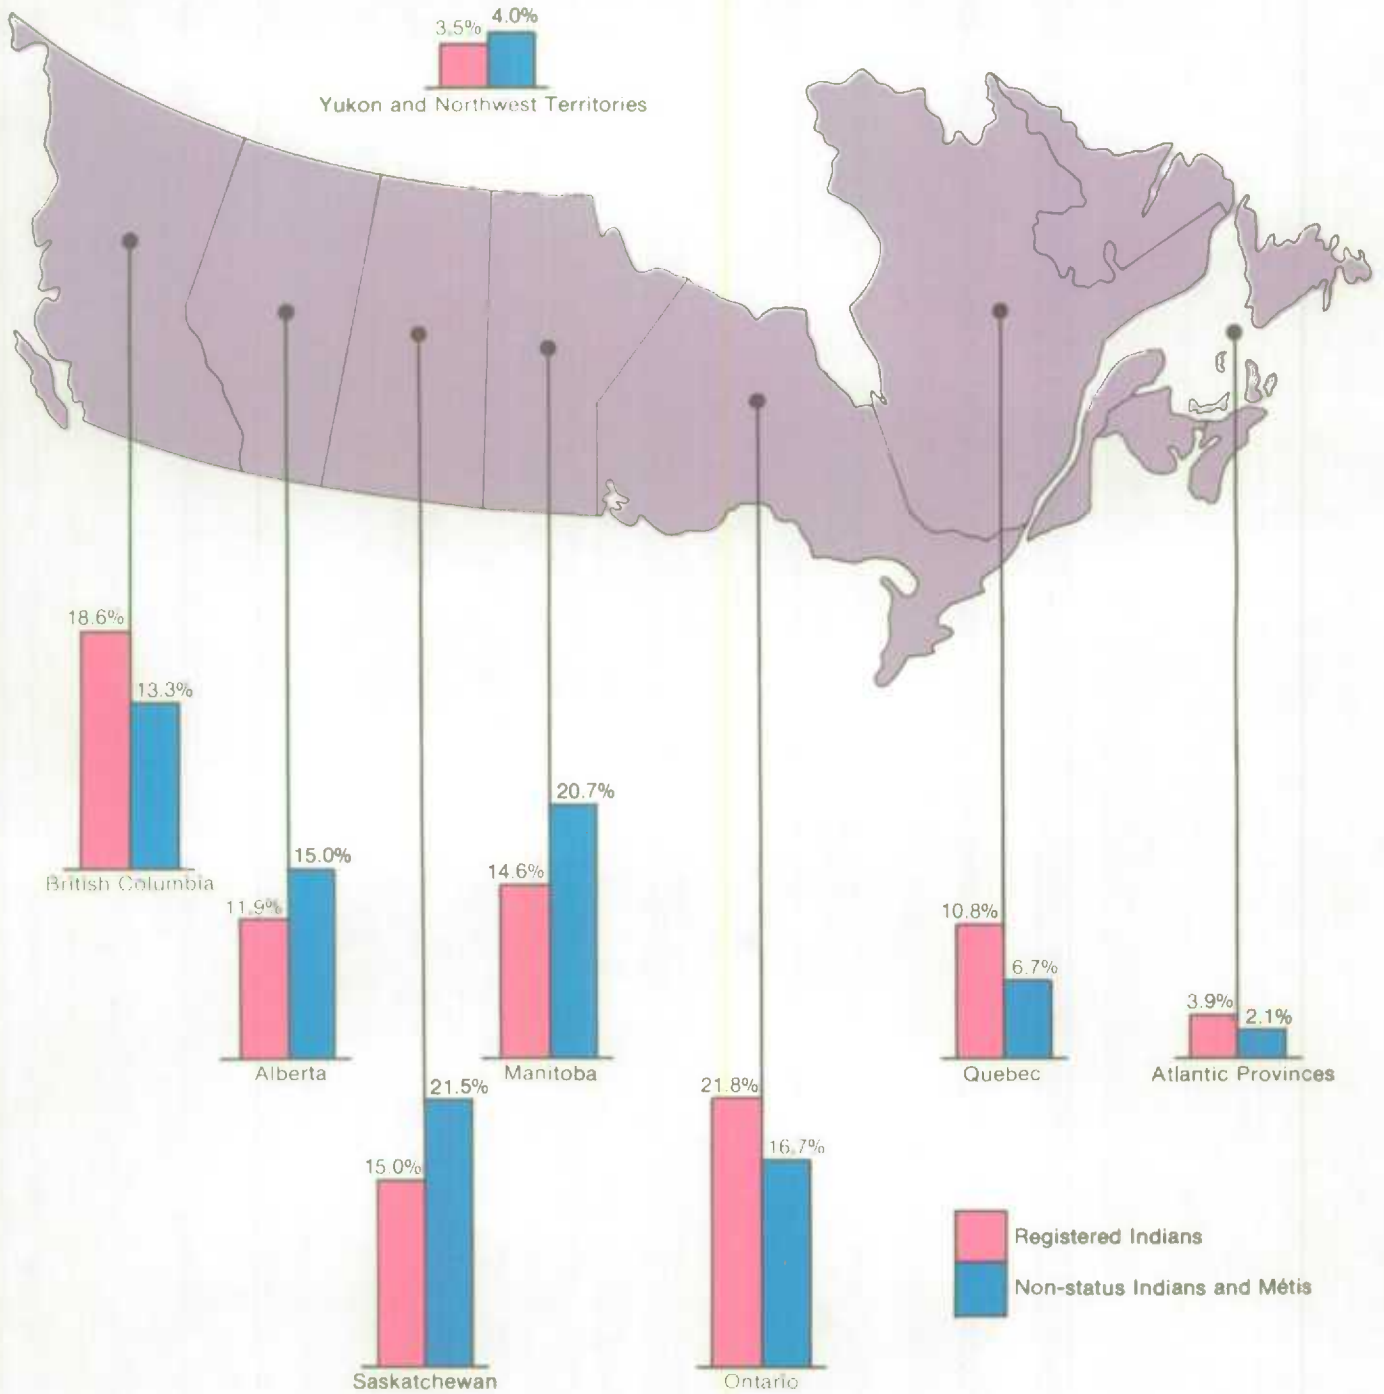 3.5%
4.0%
Yukon and Northwest Territories
18.6%
13.3%
British Columbia
11.9%
15.0%
Alberta
15.0%
21.5%
Saskatchewan
14.6%
20.7%
Manitoba
21.8%
16.7%
Ontario
10.8%
6.7%
Quebec
3.9%
2.1%
Atlantic Provinces
Registered Indians
Non-status Indians and Métis